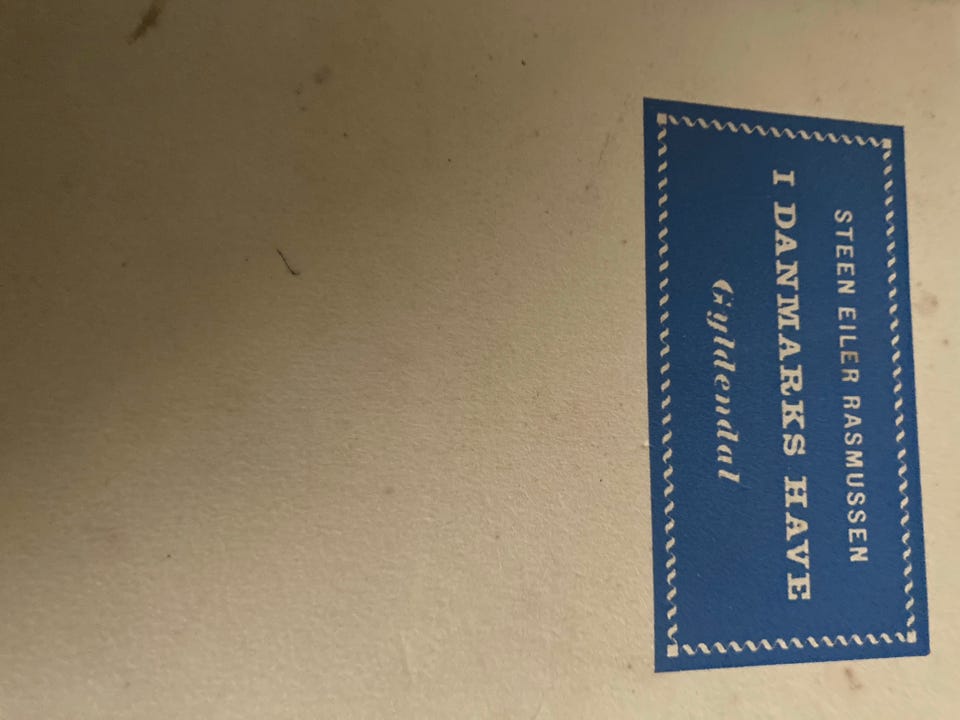 STEEN EILER RASMUSSEN
I DANMARKS HAVE
Gyldendal